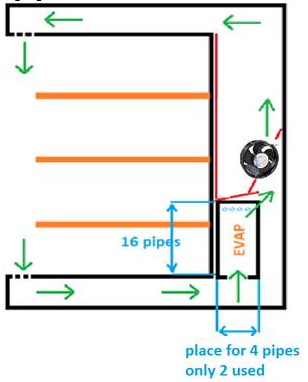 16 pipes
EVAP
place for 4 pipes
only 2 used